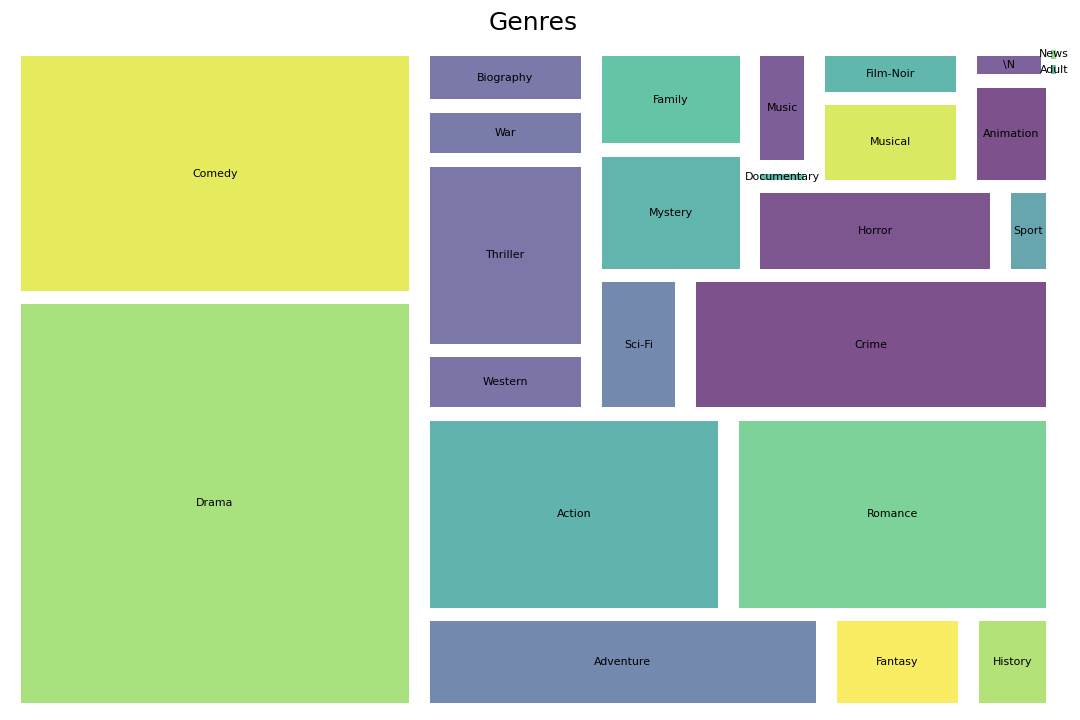 Genres
Comedy
Drama
Biography
War
Thriller
Western
Family
Mystery
Sci-Fi
Music
Documentary
Film-Noir
Musical
\N
News
Adult
Animation
Horror
Sport
Crime
Action
Romance
Adventure
Fantasy
History